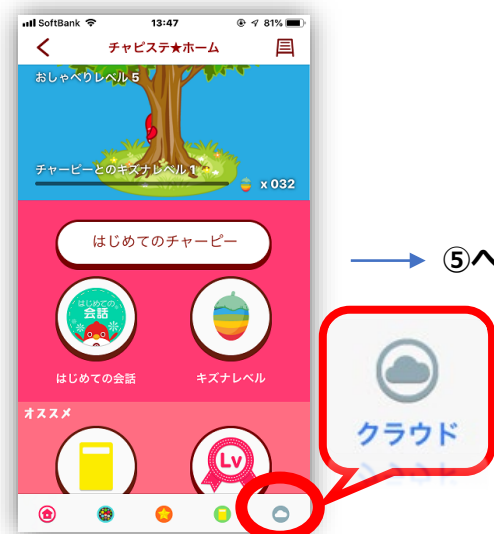 SoftBank 13:47 81%
チャピステ★ホーム
おしゃべりレベル 5
チャーピーとのキズナレベル 1
x 032
はじめてのチャーピー
⑤へ
はじめての
会話
はじめての会話
キズナレベル
クラウド
オススメ
Lv